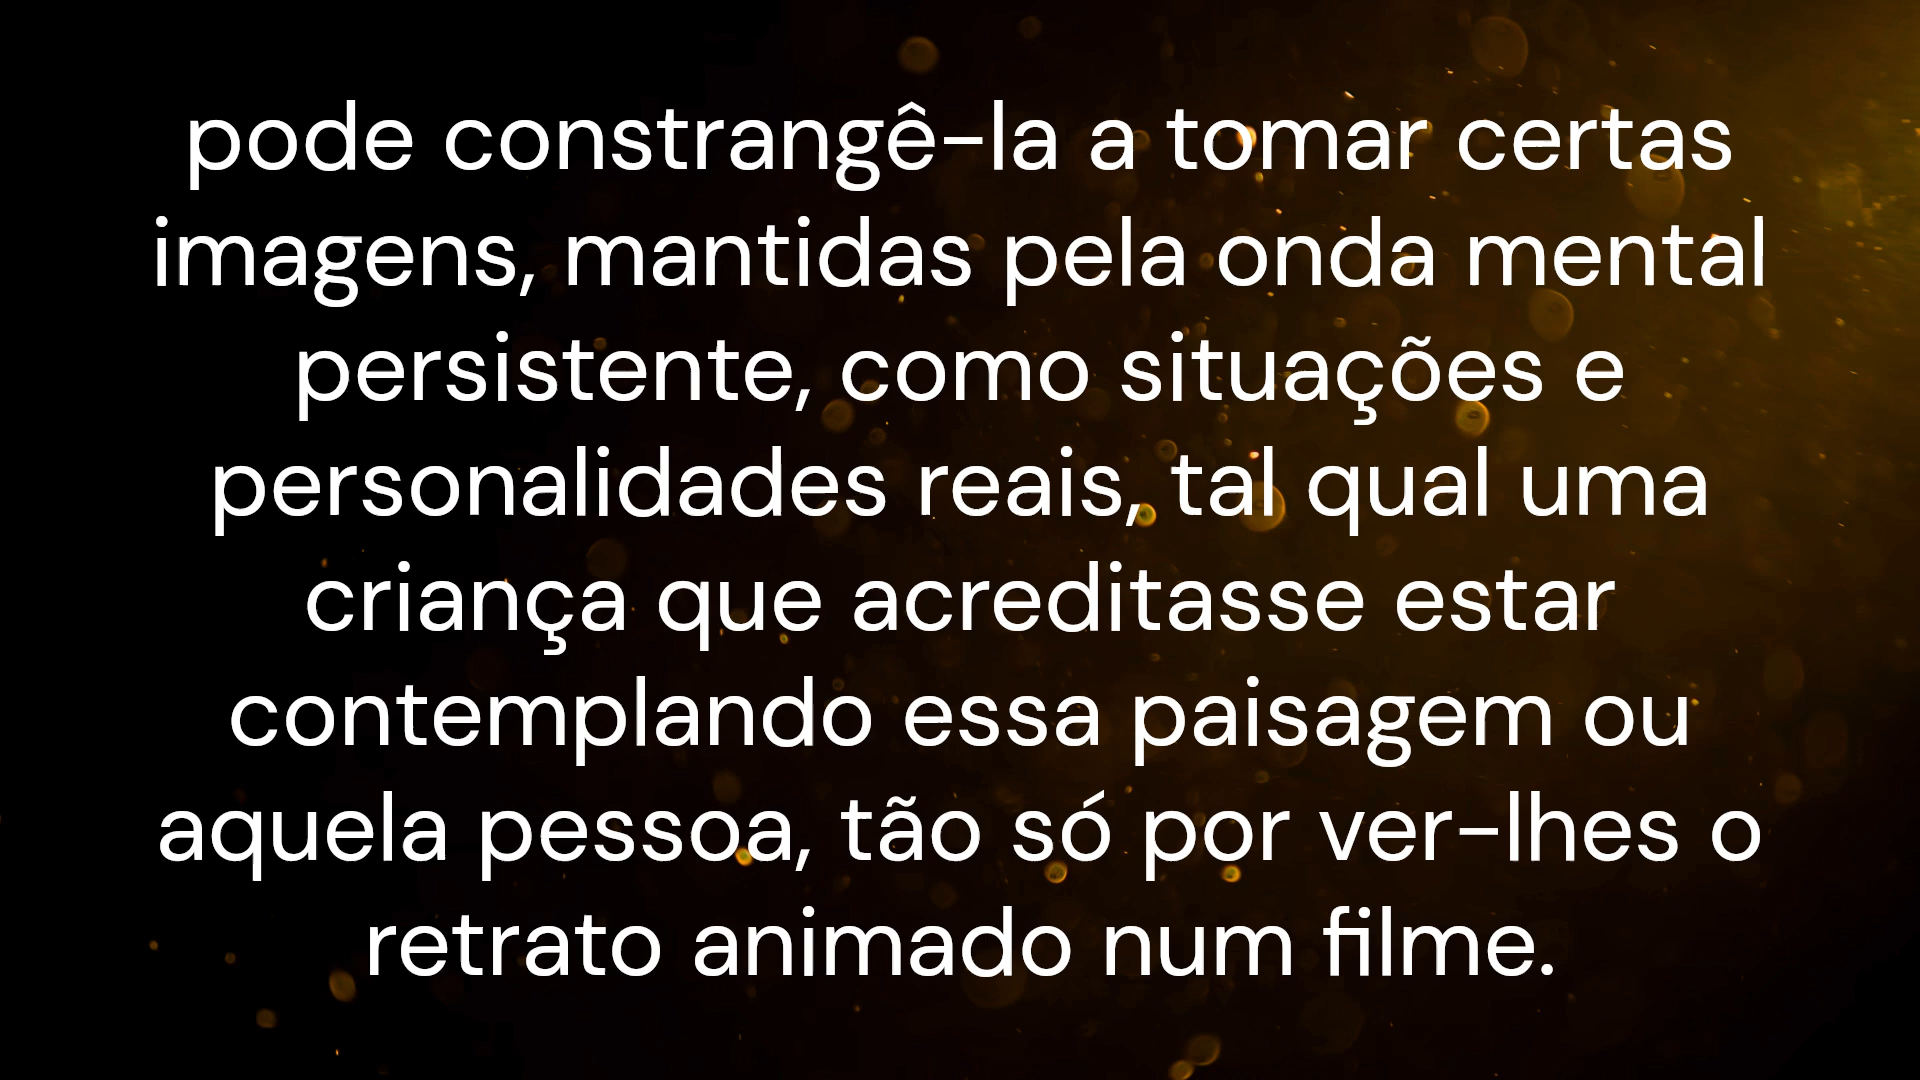 pode constrangê-la a tomar certas
imagens, mantidas pela onda mental
persistente, como situações e
personalidades reais, tal qual uma
criança que acreditasse estar
contemplando essa paisagem ou
aquela pessoa, tão só por ver-lhes o
retrato animado num filme.